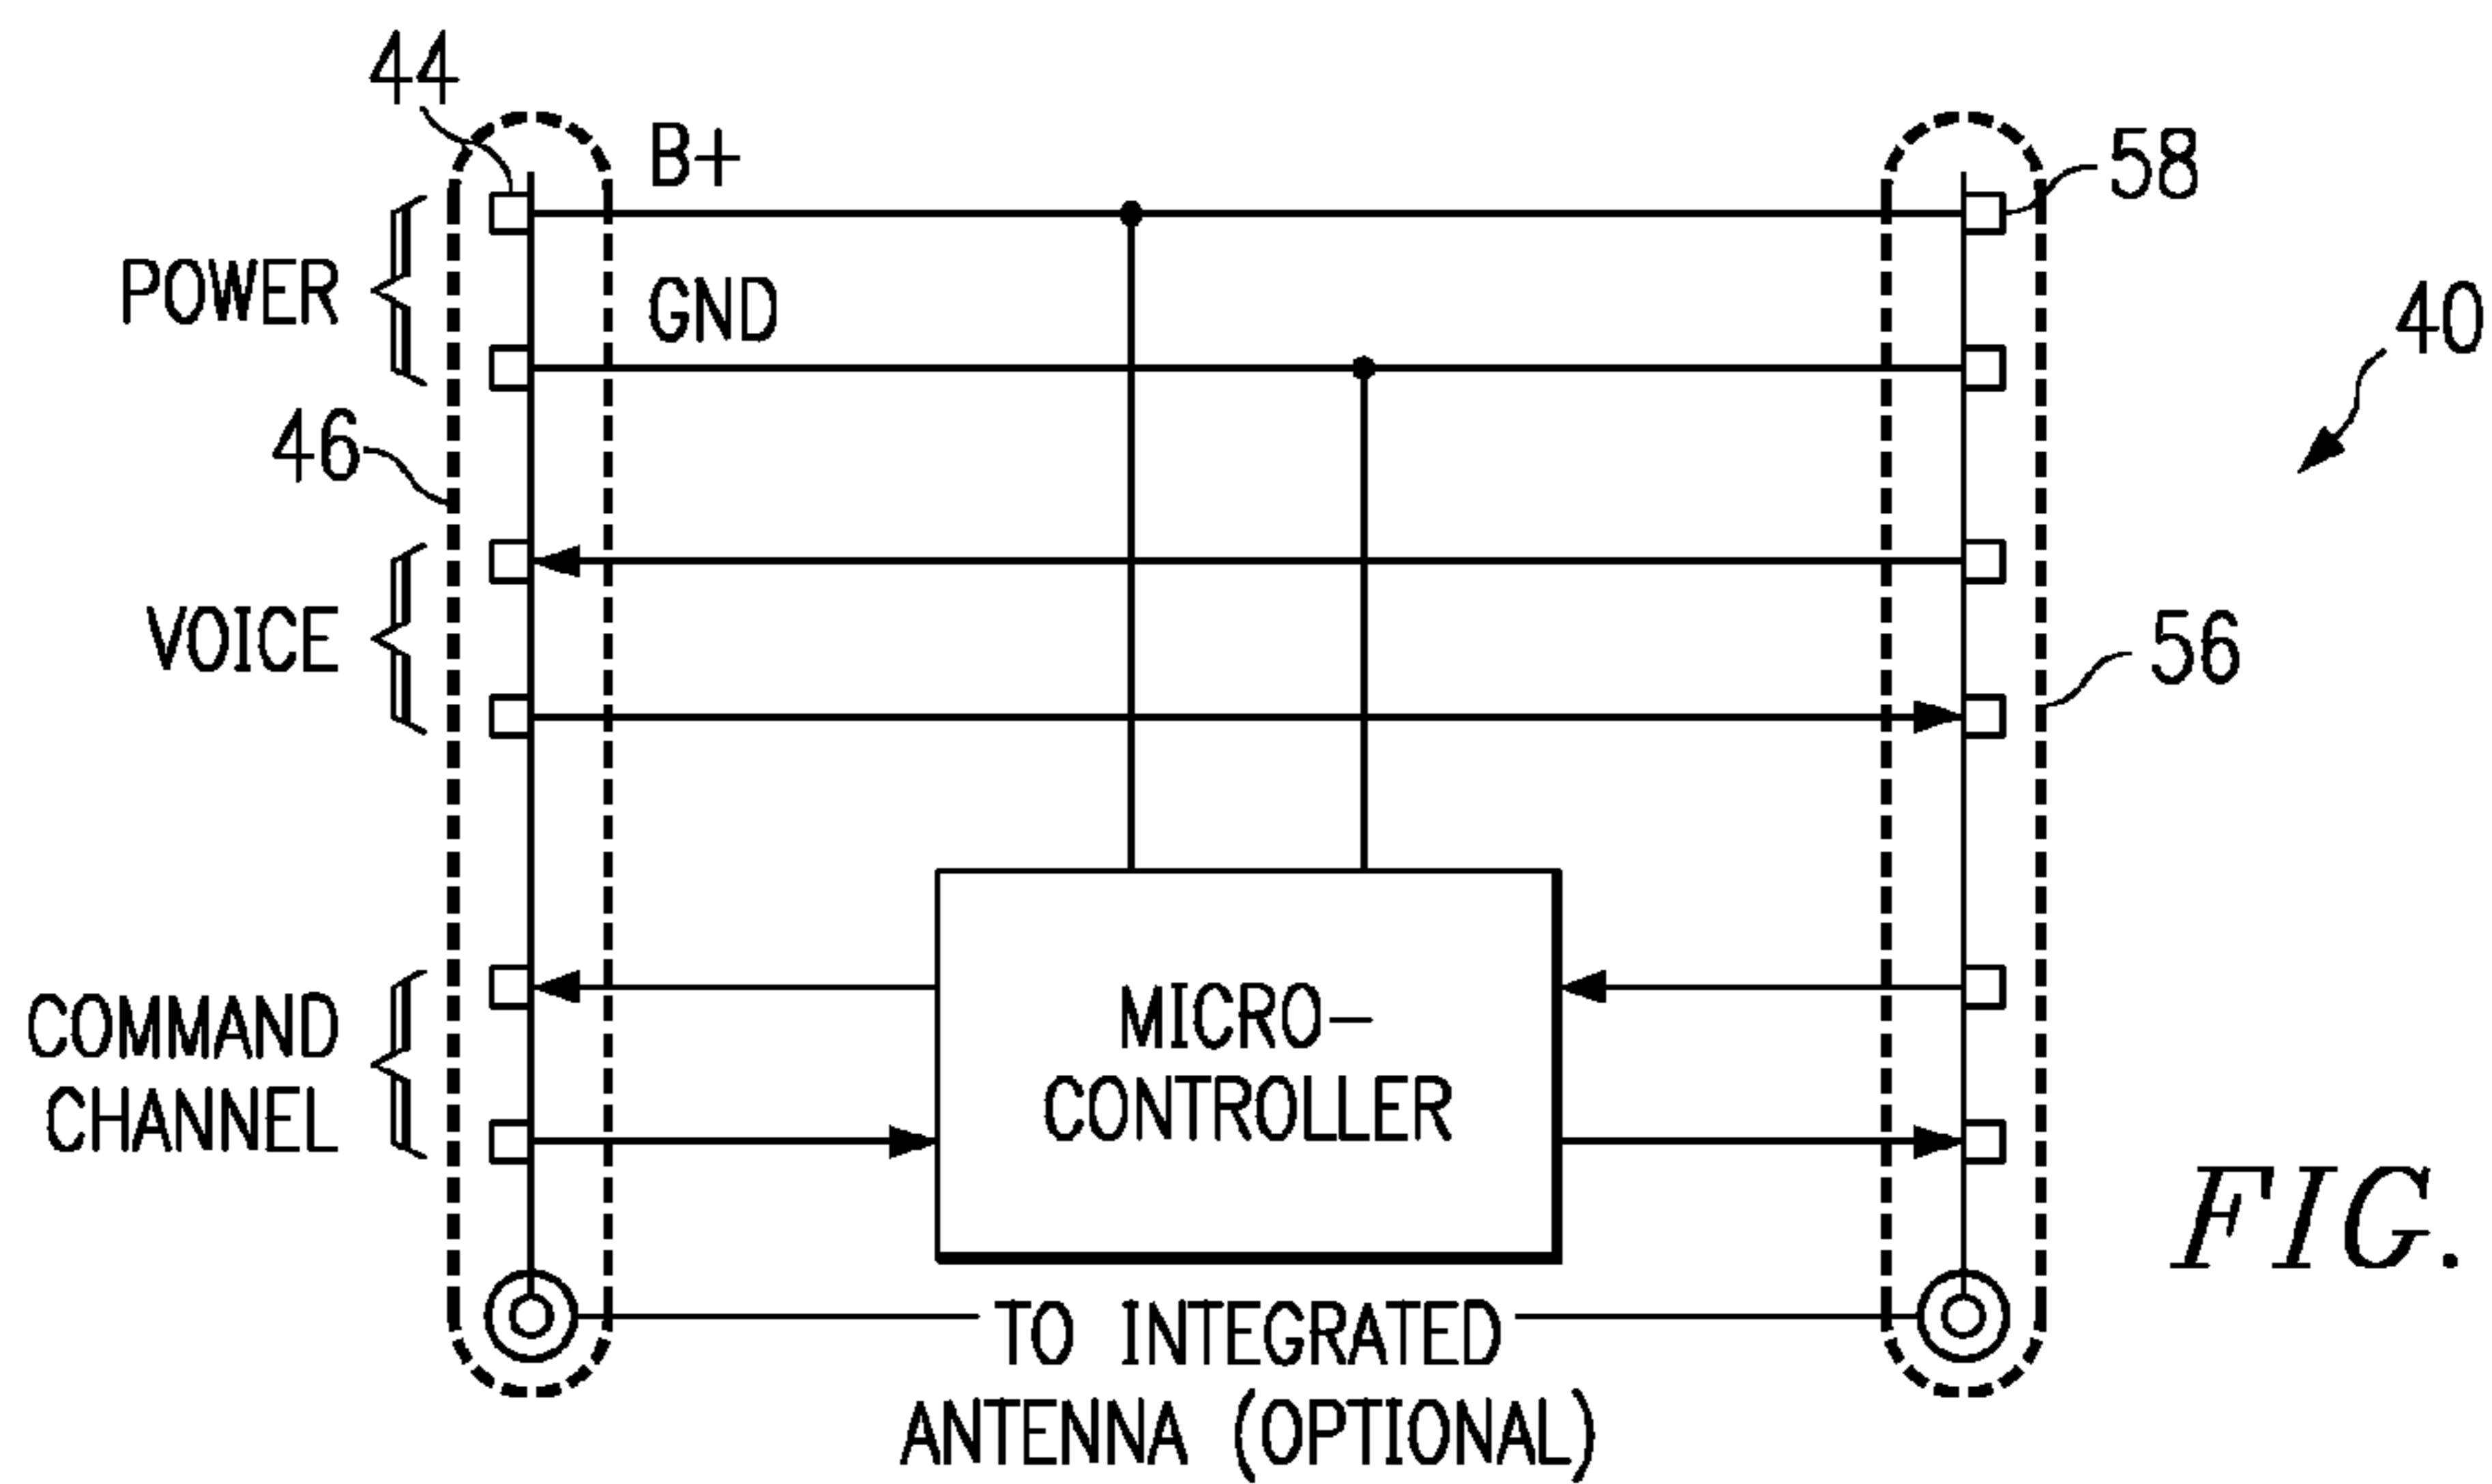 44
B+
58
POWER
GND
40
46
VOICE
56
COMMAND
CHANNEL
MICRO-
CONTROLLER
FIG.
TO INTEGRATED
ANTENNA (OPTIONAL)